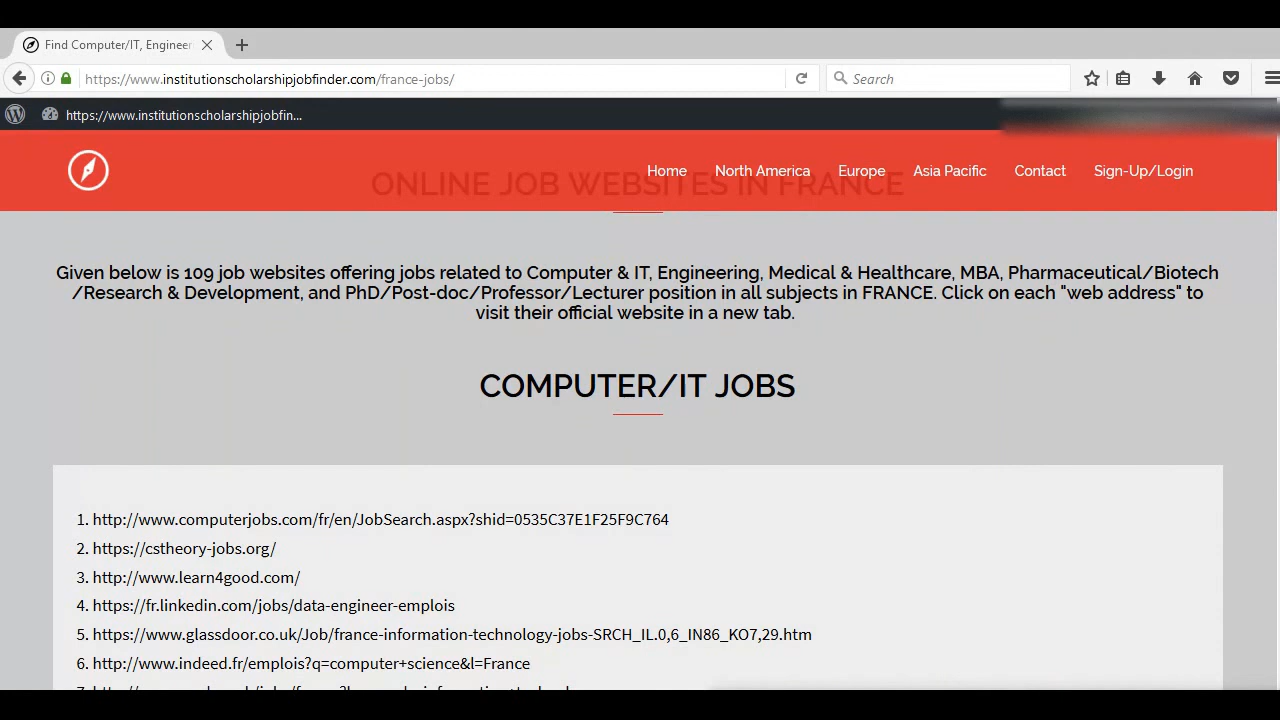 Find Computer/IT, Engineer
https://www.institutionscholarshipjobfinder.com/france-jobs/
Search
https://www.institutionscholarshipjobfin...
Home North America Europe Asia Pacific Contact Sign-Up/Login
ONLINE JOB WEBSITES IN FRANCE
Given below is 109 job websites offering jobs related to Computer & IT, Engineering, Medical & Healthcare, MBA, Pharmaceutical/Biotech
/Research & Development, and PhD/Post-doc/Professor/Lecturer position in all subjects in FRANCE. Click on each "web address" to
visit their official website in a new tab.
COMPUTER/IT JOBS
1. http://www.computerjobs.com/fr/en/JobSearch.aspx?shid=0535C37E1F25F9C764
2. https://cstheory-jobs.org/
3. http://www.learn4good.com/
4. https://fr.linkedin.com/jobs/data-engineer-emplois
5. https://www.glassdoor.co.uk/Job/france-information-technology-jobs-SRCH_IL.0,6_IN86_KO7,29.htm
6. http://www.indeed.fr/emplois?q=computer+science&l=France